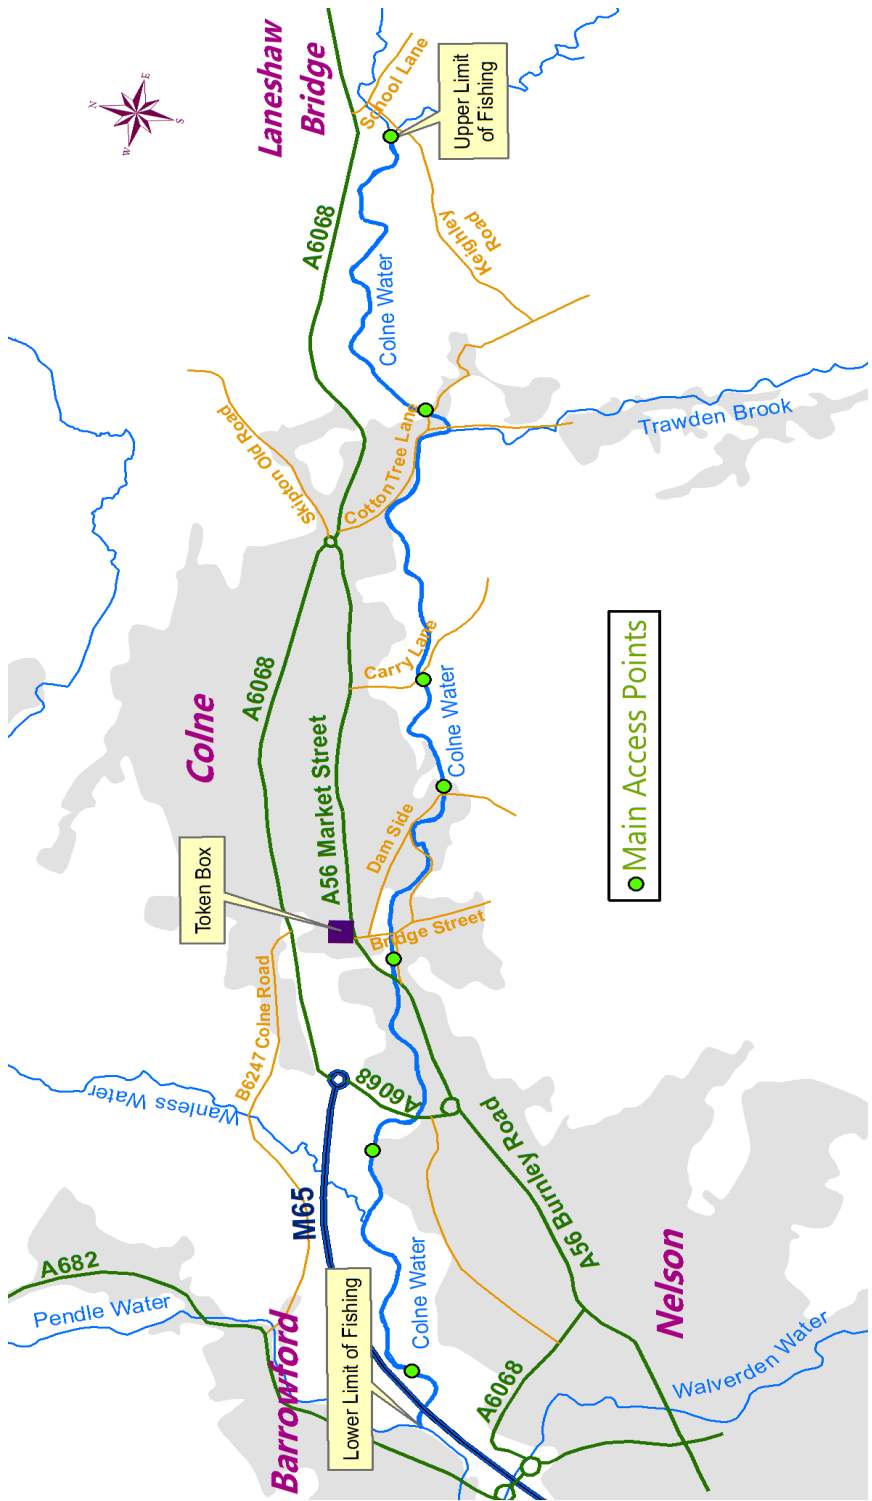 Laneshaw
Bridge
N
E
S
W
School Lane
Upper Limit
of Fishing
A6068
Keighley
Road
Colne Water
Skipton Old Road
Cotton Tree Lane
Trawden Brook
A6068
Carry Lane
Colne
A56 Market Street
Colne Water
Dam Side
Main Access Points
Token Box
Bridge Street
B6247 Colne Road
Wanless Water
A6068
M65
A56 Burnley Road
A682
Pendle Water
Nelson
Colne Water
Lower Limit of Fishing
Barrowford
A6068
Walverden Water